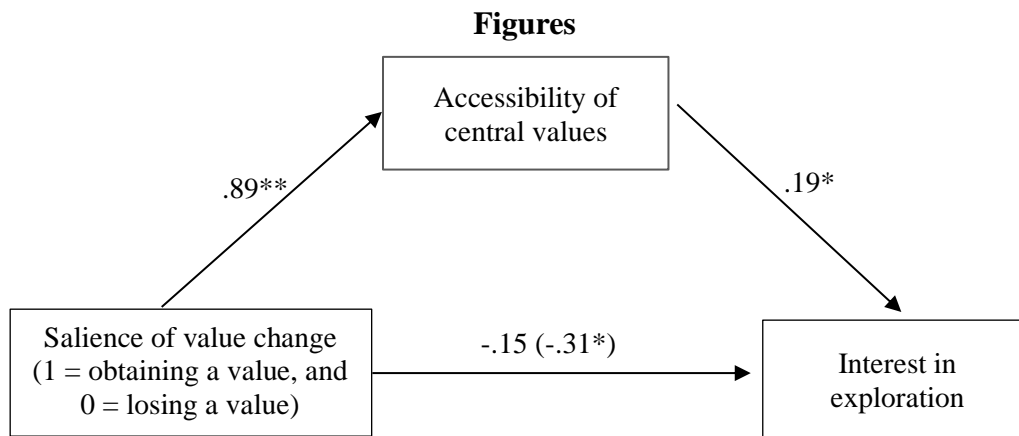 Figures
Accessibility of
central values
.89**
.19*
Salience of value change
(1 = obtaining a value, and
0 = losing a value)
-.15 (-.31*)
Interest in
exploration